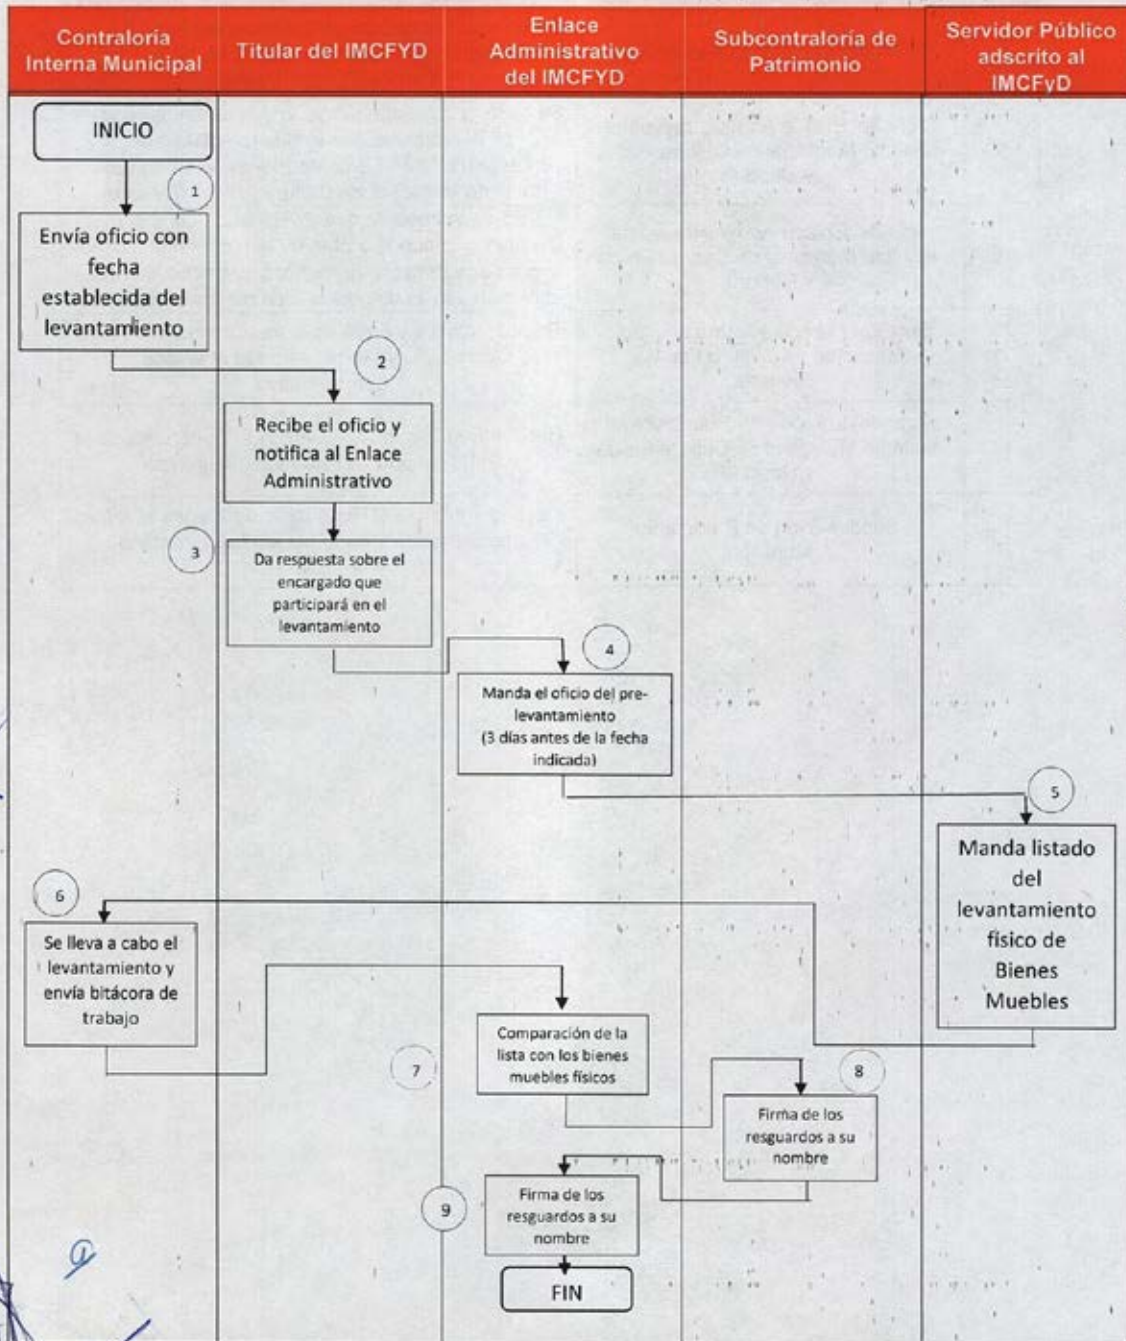 Contraloría
Interna Municipal
Titular del IMCFYD
Enlace
Administrativo
del IMCFYD
Subcontraloría de
Patrimonio
Servidor Público
adscrito al
IMCFyD
INICIO
1
Envía oficio con
fecha
establecida del
levantamiento
2
Recibe el oficio y
notifica al Enlace
Administrativo
3
Da respuesta sobre el
encargado que
participará en el
levantamiento
4
Manda el oficio del pre-
levantamiento
(3 días antes de la fecha
indicada)
5
Manda listado
del
levantamiento
físico de
Bienes
Muebles
6
Se lleva a cabo el
levantamiento y
envía bitácora de
trabajo
7
Comparación de la
lista con los bienes
muebles físicos
8
Firma de los
resguardos a su
nombre
9
Firma de los
resguardos a su
nombre
FIN